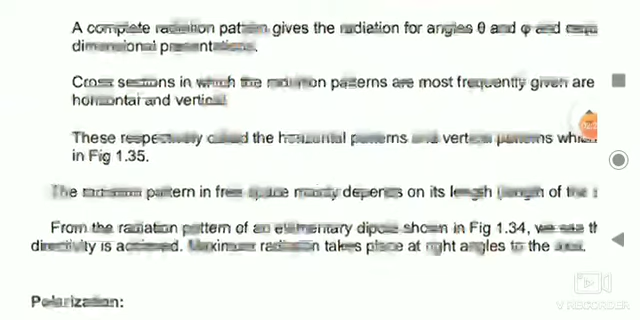 A complete radiation pattern gives the radiation for angles θ and φ and
dimensional presentations.
Cross sections in which the radiation patterns are most frequently given are
horizontal and vertical
These respectively called the horizontal patterns and vertical patterns
in Fig 1.35.
The radiation pattern in free space mainly depends on its length of the
From the radiation pattern of an elementary dipole shown in Fig 1.34, we see
directivity is achieved. Maximum radiation takes place at right angles to the axis.
Polarization:
RECORDER